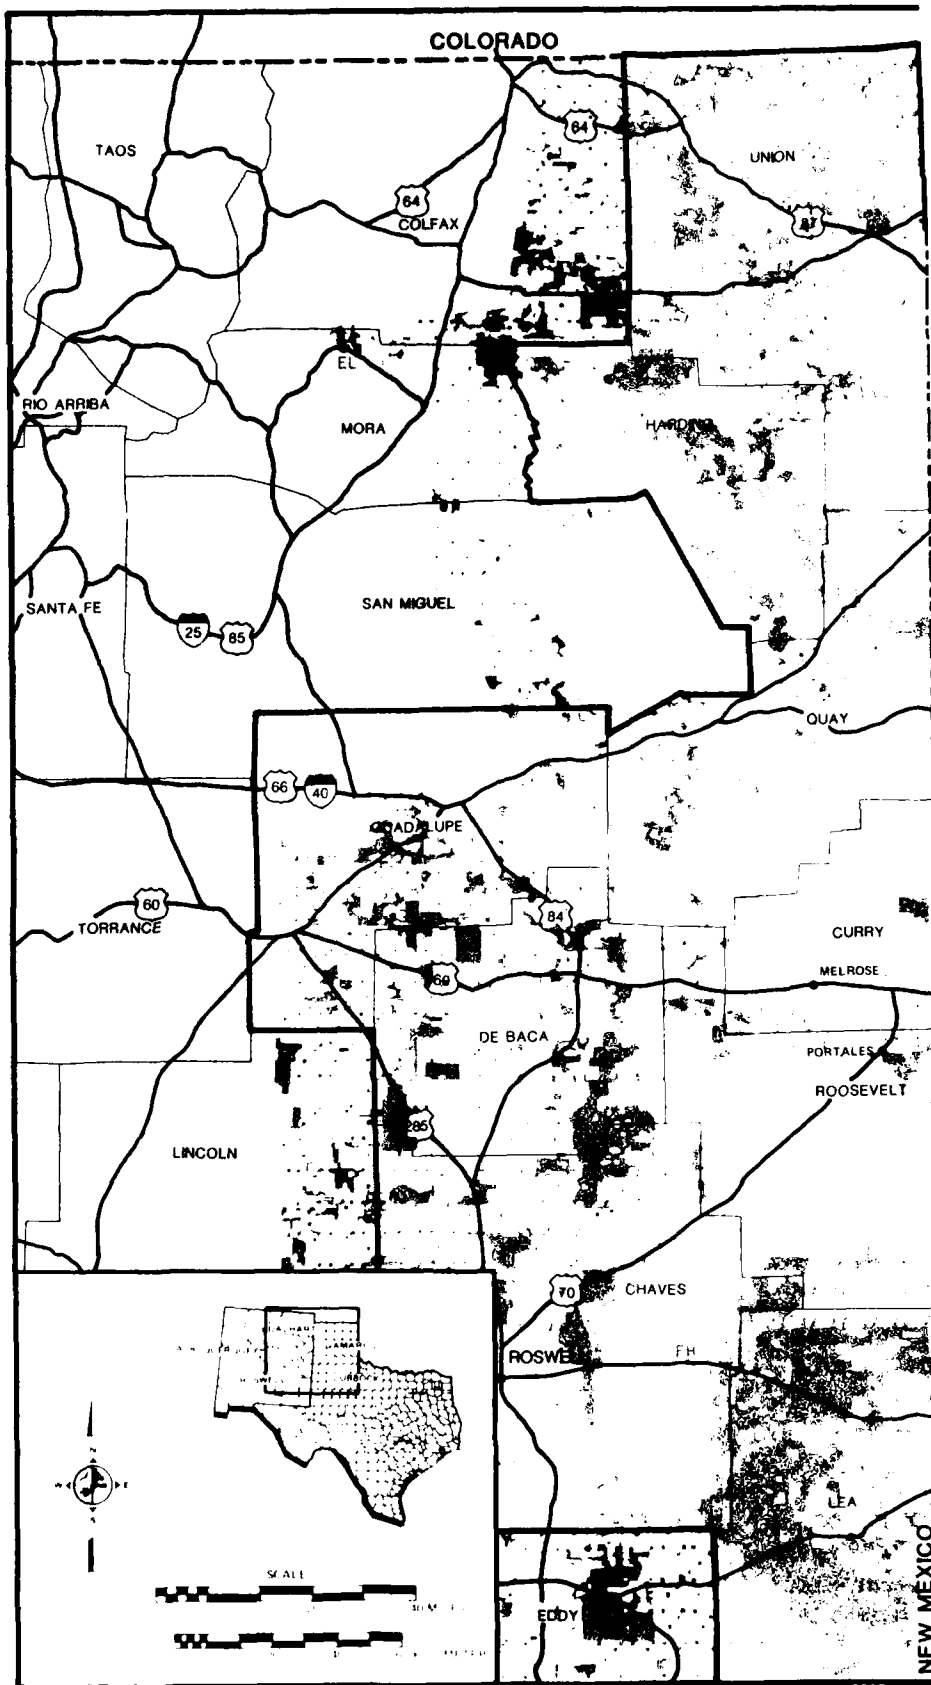 COLORADO
TAOS
64
UNION
64
COLFAX
87
EL
RIO ARRIBA
MORA
HARDING
SANTA FE
SAN MIGUEL
25
85
QUAY
66
40
GUADALUPE
60
84
TORRANCE
CURRY
MELROSE
60
DE BACA
PORTALES
ROOSEVELT
285
LINCOLN
70
CHAVES
ROSWELL
FH
LEA
N
W
E
SCALE
EDDY
NEW MEXICO